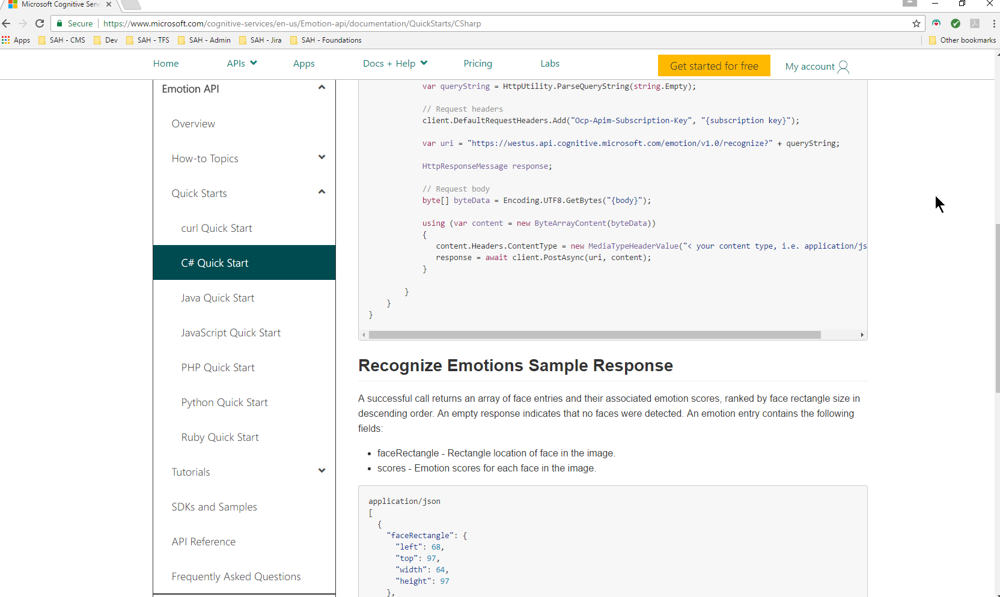 Microsoft Cognitive Serv
Secure https://www.microsoft.com/cognitive-services/en-us/Emotion-api/documentation/QuickStarts/CSharp
Apps SAH - CMS Dev SAH - TFS SAH - Admin SAH - Jira SAH - Foundations Other bookmarks
Home APIs Apps Docs + Help Pricing Labs Get started for free My account
Emotion API
Overview
How-to Topics
Quick Starts
curl Quick Start
C# Quick Start
Java Quick Start
JavaScript Quick Start
PHP Quick Start
Python Quick Start
Ruby Quick Start
Tutorials
SDKs and Samples
API Reference
Frequently Asked Questions
var queryString = HttpUtility.ParseQueryString(string.Empty);
// Request headers
client.DefaultRequestHeaders.Add("Ocp-Apim-Subscription-Key", "{subscription key}");
var uri = "https://westus.api.cognitive.microsoft.com/emotion/v1.0/recognize?" + queryString;
HttpResponseMessage response;
// Request body
byte[] byteData = Encoding.UTF8.GetBytes("{body}");
using (var content = new ByteArrayContent(byteData))
{
content.Headers.ContentType = new MediaTypeHeaderValue("< your content type, i.e. application/js
response = await client.PostAsync(uri, content);
}
}
}
}
Recognize Emotions Sample Response
A successful call returns an array of face entries and their associated emotion scores, ranked by face rectangle size in
descending order. An empty response indicates that no faces were detected. An emotion entry contains the following
fields:
• faceRectangle - Rectangle location of face in the image.
• scores - Emotion scores for each face in the image.
application/json
[
{
"faceRectangle": {
"left": 68,
"top": 97,
"width": 64,
"height": 97
},